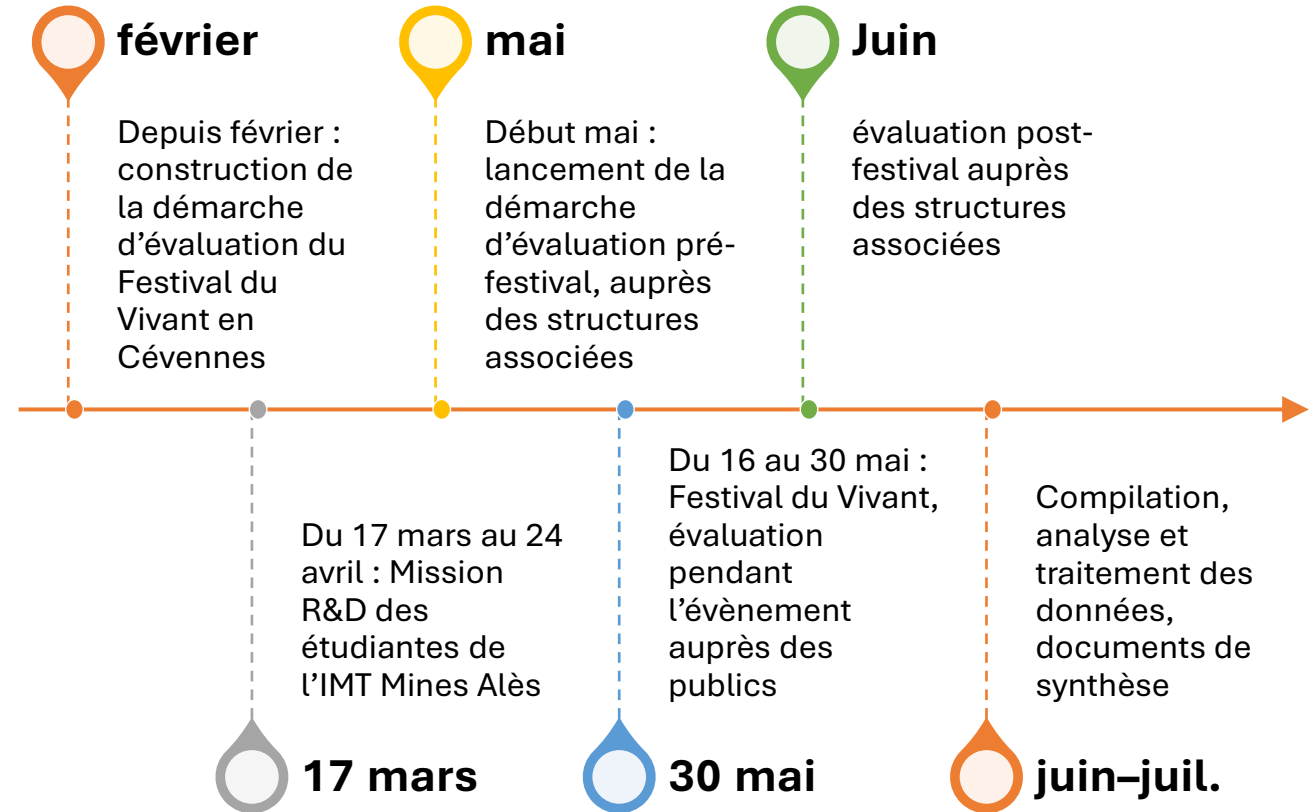 février
Depuis février :
construction de
la démarche
d'évaluation du
Festival du
Vivant en
Cévennes
mai
Début mai :
lancement de la
démarche
d'évaluation pré-
festival, auprès
des structures
associées
Juin
évaluation post-
festival auprès
des structures
associées
Du 17 mars au 24
avril : Mission
R&D des
étudiantes de
l'IMT Mines Alès
17 mars
Du 16 au 30 mai :
Festival du Vivant,
évaluation
pendant
l'évènement
auprès des
publics
30 mai
Compilation,
analyse et
traitement des
données,
documents de
synthèse
juin–juil.